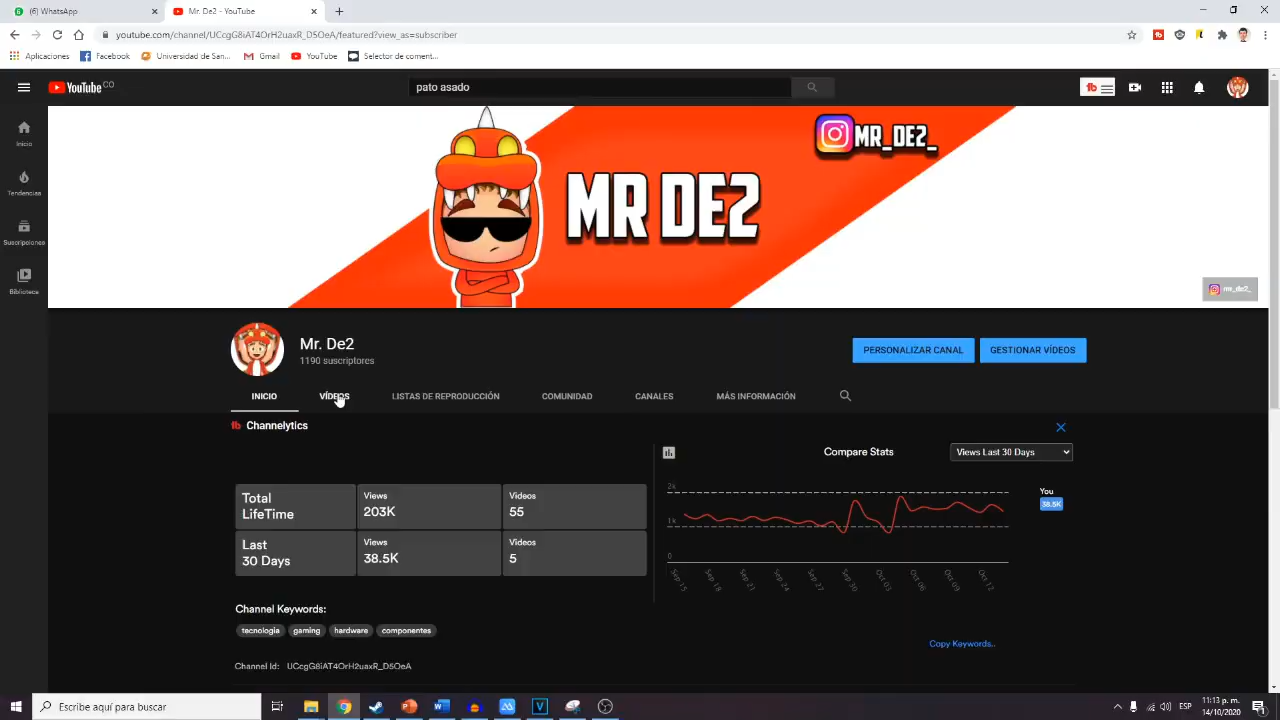 (6) WhatsApp
Mr. De2 - YouTube
youtube.com/channel/UCcgG8iAT4OrH2uaxR_D5OeA/featured?view_as=subscriber
Aplicaciones
Facebook
Universidad de San...
Gmail
YouTube
Selector de coment...
YouTube CO
pato asado
Inicio
Tendencias
Suscripciones
Biblioteca
MR_DE2_
MR DE2
mr_de2_
Mr. De2
1190 suscriptores
PERSONALIZAR CANAL
GESTIONAR VÍDEOS
INICIO
VÍDEOS
LISTAS DE REPRODUCCIÓN
COMUNIDAD
CANALES
MÁS INFORMACIÓN
tb Channelytics
Compare Stats
Views Last 30 Days
Total LifeTime
Views
203K
Videos
55
Last 30 Days
Views
38.5K
Videos
5
2k
1k
0
Sep 15
Sep 18
Sep 21
Sep 24
Sep 27
Sep 30
Oct 03
Oct 06
Oct 09
Oct 12
You
38.5K
Channel Keywords:
tecnologia
gaming
hardware
componentes
Copy Keywords..
Channel Id: UCcgG8iAT4OrH2uaxR_D5OeA
Escribe aquí para buscar
ESP
11:13 p. m.
14/10/2020